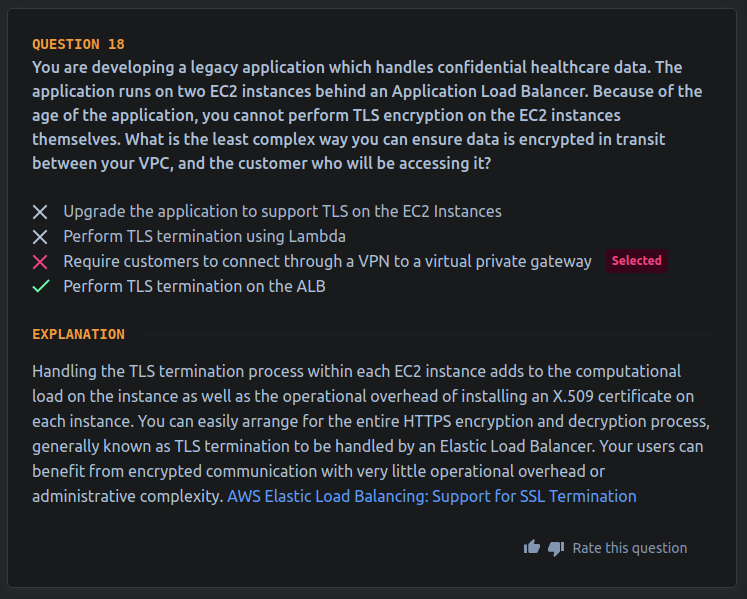 QUESTION 18
You are developing a legacy application which handles confidential healthcare data. The
application runs on two EC2 instances behind an Application Load Balancer. Because of the
age of the application, you cannot perform TLS encryption on the EC2 instances
themselves. What is the least complex way you can ensure data is encrypted in transit
between your VPC, and the customer who will be accessing it?
Upgrade the application to support TLS on the EC2 Instances
Perform TLS termination using Lambda
Require customers to connect through a VPN to a virtual private gateway Selected
Perform TLS termination on the ALB
EXPLANATION
Handling the TLS termination process within each EC2 instance adds to the computational
load on the instance as well as the operational overhead of installing an X.509 certificate on
each instance. You can easily arrange for the entire HTTPS encryption and decryption process,
generally known as TLS termination to be handled by an Elastic Load Balancer. Your users can
benefit from encrypted communication with very little operational overhead or
administrative complexity. AWS Elastic Load Balancing: Support for SSL Termination
Rate this question